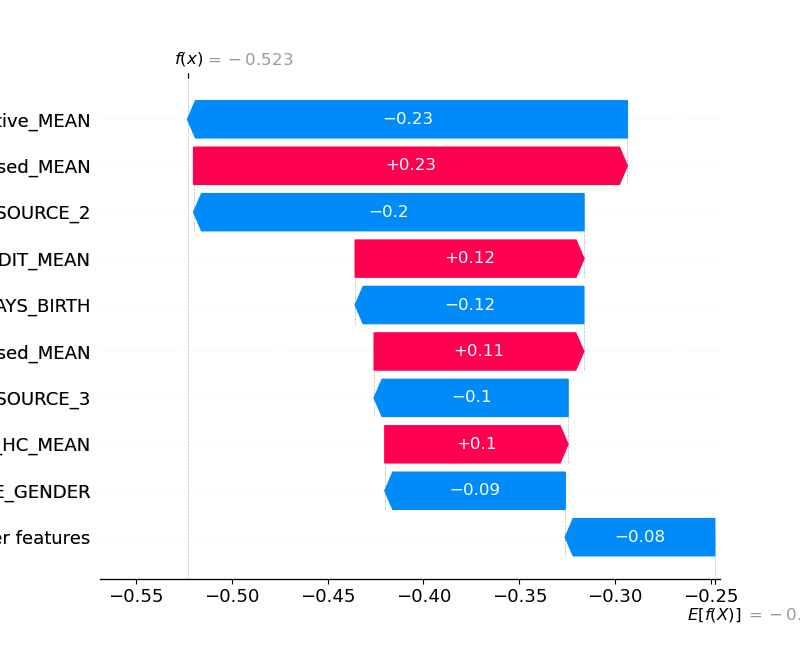 f(x) = −0.523
tive_MEAN −0.23
sed_MEAN +0.23
SOURCE_2 −0.2
DIT_MEAN +0.12
AYS_BIRTH −0.12
sed_MEAN +0.11
SOURCE_3 −0.1
_HC_MEAN +0.1
E_GENDER −0.09
er features −0.08
−0.55 −0.50 −0.45 −0.40 −0.35 −0.30 −0.25
E[f(X)] = −0.